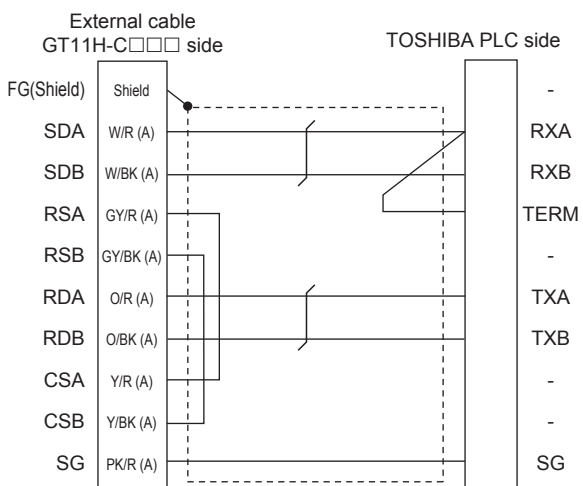 External cable
GT11H-C□□□ side
TOSHIBA PLC side
FG(Shield) Shield -
SDA W/R (A) RXA
SDB W/BK (A) RXB
RSA GY/R (A) TERM
RSB GY/BK (A) -
RDA O/R (A) TXA
RDB O/BK (A) TXB
CSA Y/R (A) -
CSB Y/BK (A) -
SG PK/R (A) SG